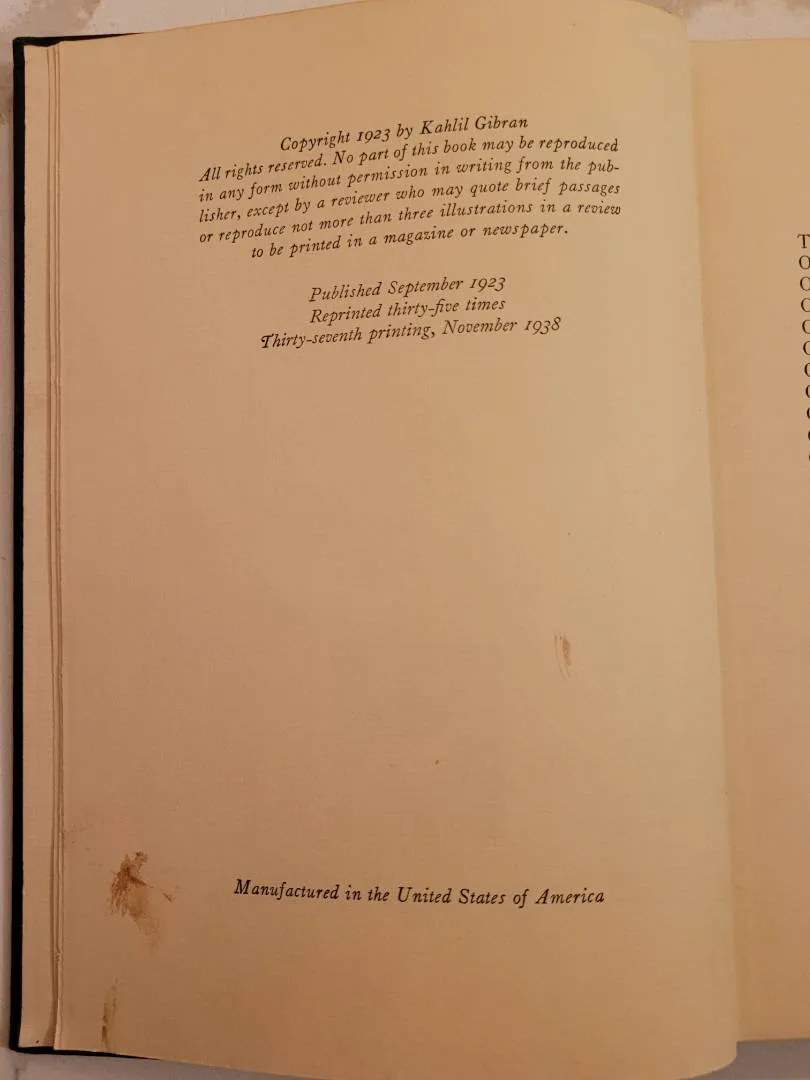 Copyright 1923 by Kahlil Gibran
All rights reserved. No part of this book may be reproduced
in any form without permission in writing from the pub-
lisher, except by a reviewer who may quote brief passages
or reproduce not more than three illustrations in a review
to be printed in a magazine or newspaper.
Published September 1923
Reprinted thirty-five times
Thirty-seventh printing, November 1938
Manufactured in the United States of America